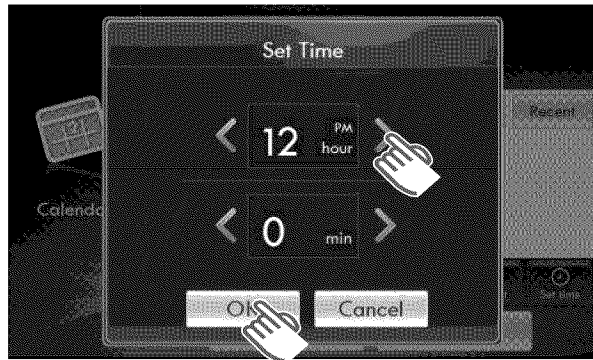 Set Time
Recent
PM
12 hour
Calenda
0 min
Set time
OK Cancel